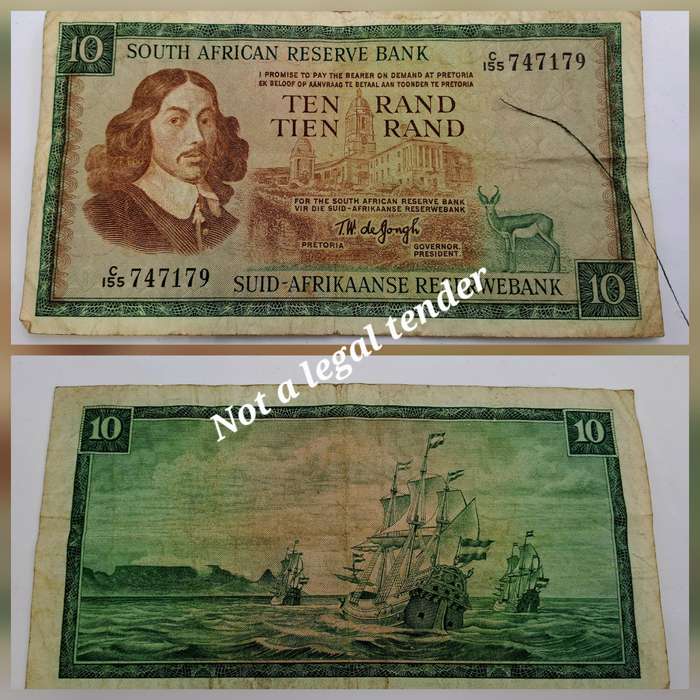 10 SOUTH AFRICAN RESERVE BANK C/155 747179
I PROMISE TO PAY THE BEARER ON DEMAND AT PRETORIA
EK BELOOF OP AANVRAAG TE BETAAL AAN TOONDER TE PRETORIA
TEN RAND
TIEN RAND
FOR THE SOUTH AFRICAN RESERVE BANK
VIR DIE SUID-AFRIKAANSE RESERWEBANK
T.W. de Jongh
PRETORIA GOVERNOR.
PRESIDENT.
C/155 747179 SUID-AFRIKAANSE RESERWEBANK 10
Not a legal tender
10 10